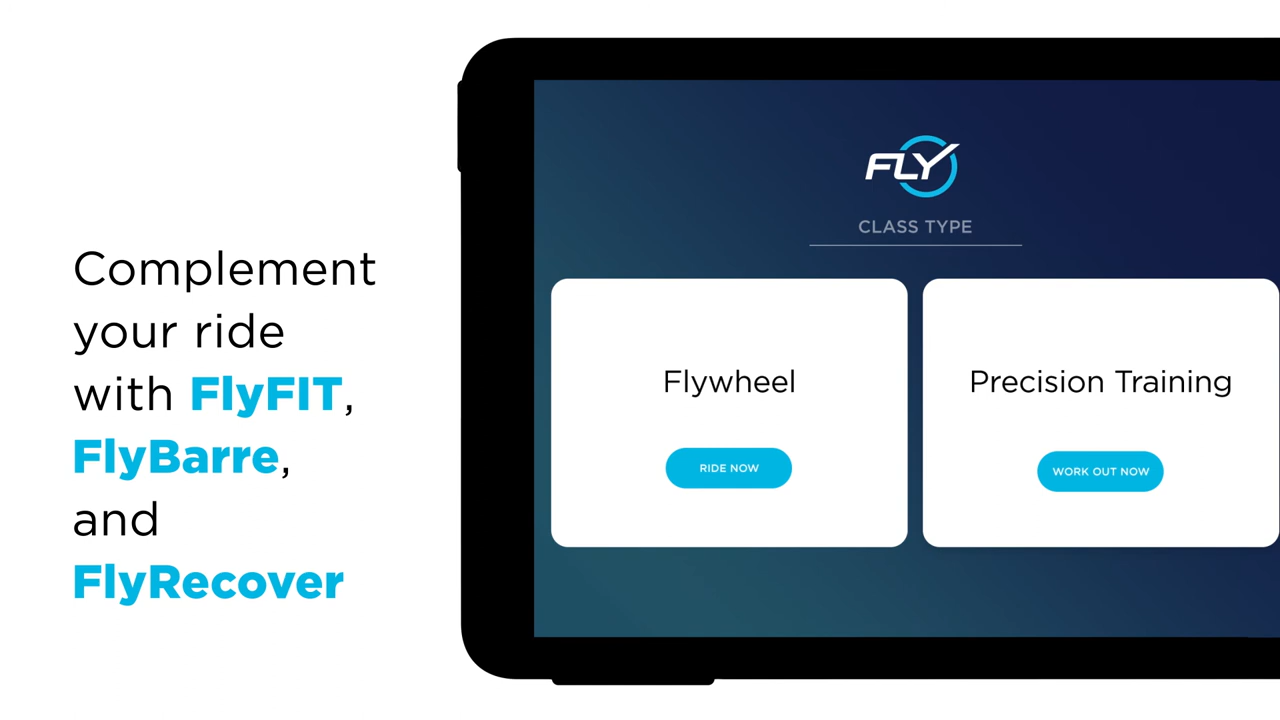 Complement
your ride
with FlyFIT,
FlyBarre,
and
FlyRecover
FLY
CLASS TYPE
Flywheel
RIDE NOW
Precision Training
WORK OUT NOW